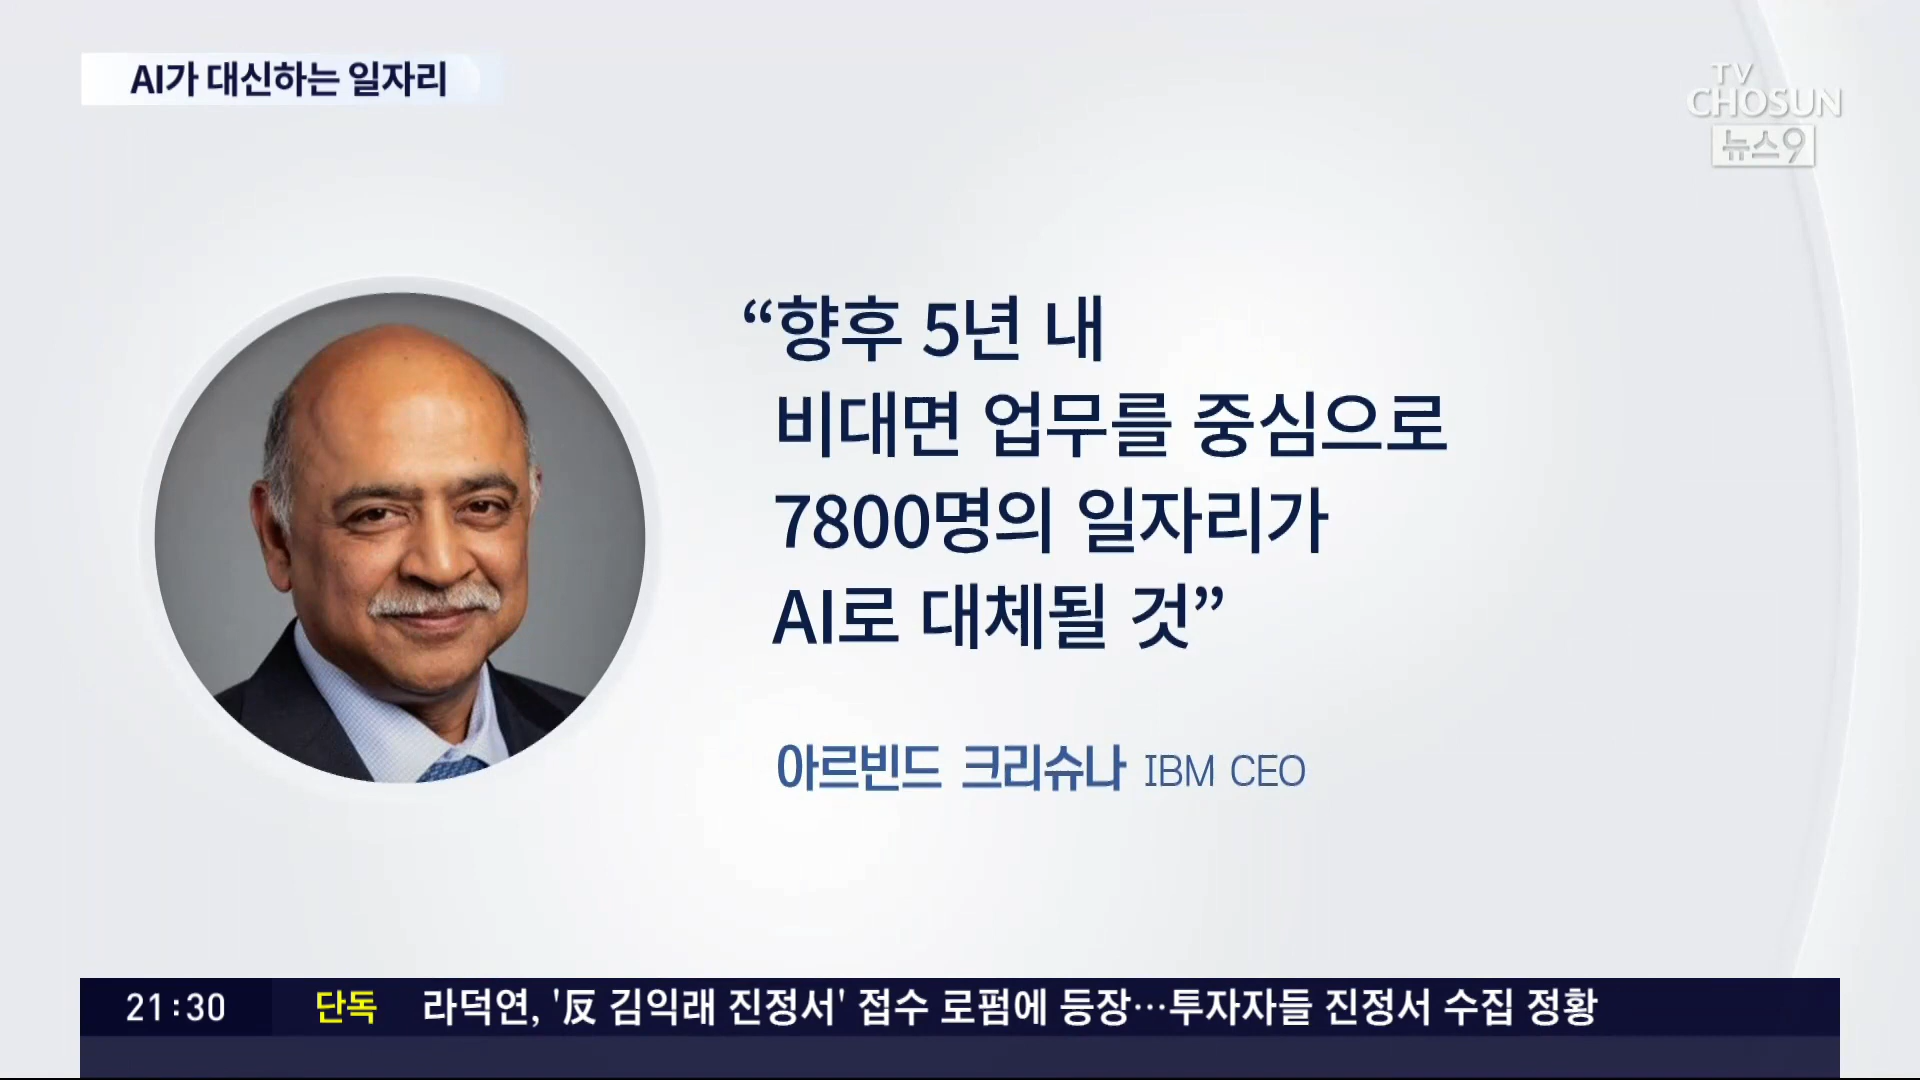 AI가 대신하는 일자리
TV
CHOSUN
뉴스9
“향후 5년 내
비대면 업무를 중심으로
7800명의 일자리가
AI로 대체될 것”
아르빈드 크리슈나 IBM CEO
21:30 단독 라덕연, '反 김익래 진정서' 접수 로펌에 등장…투자자들 진정서 수집 정황